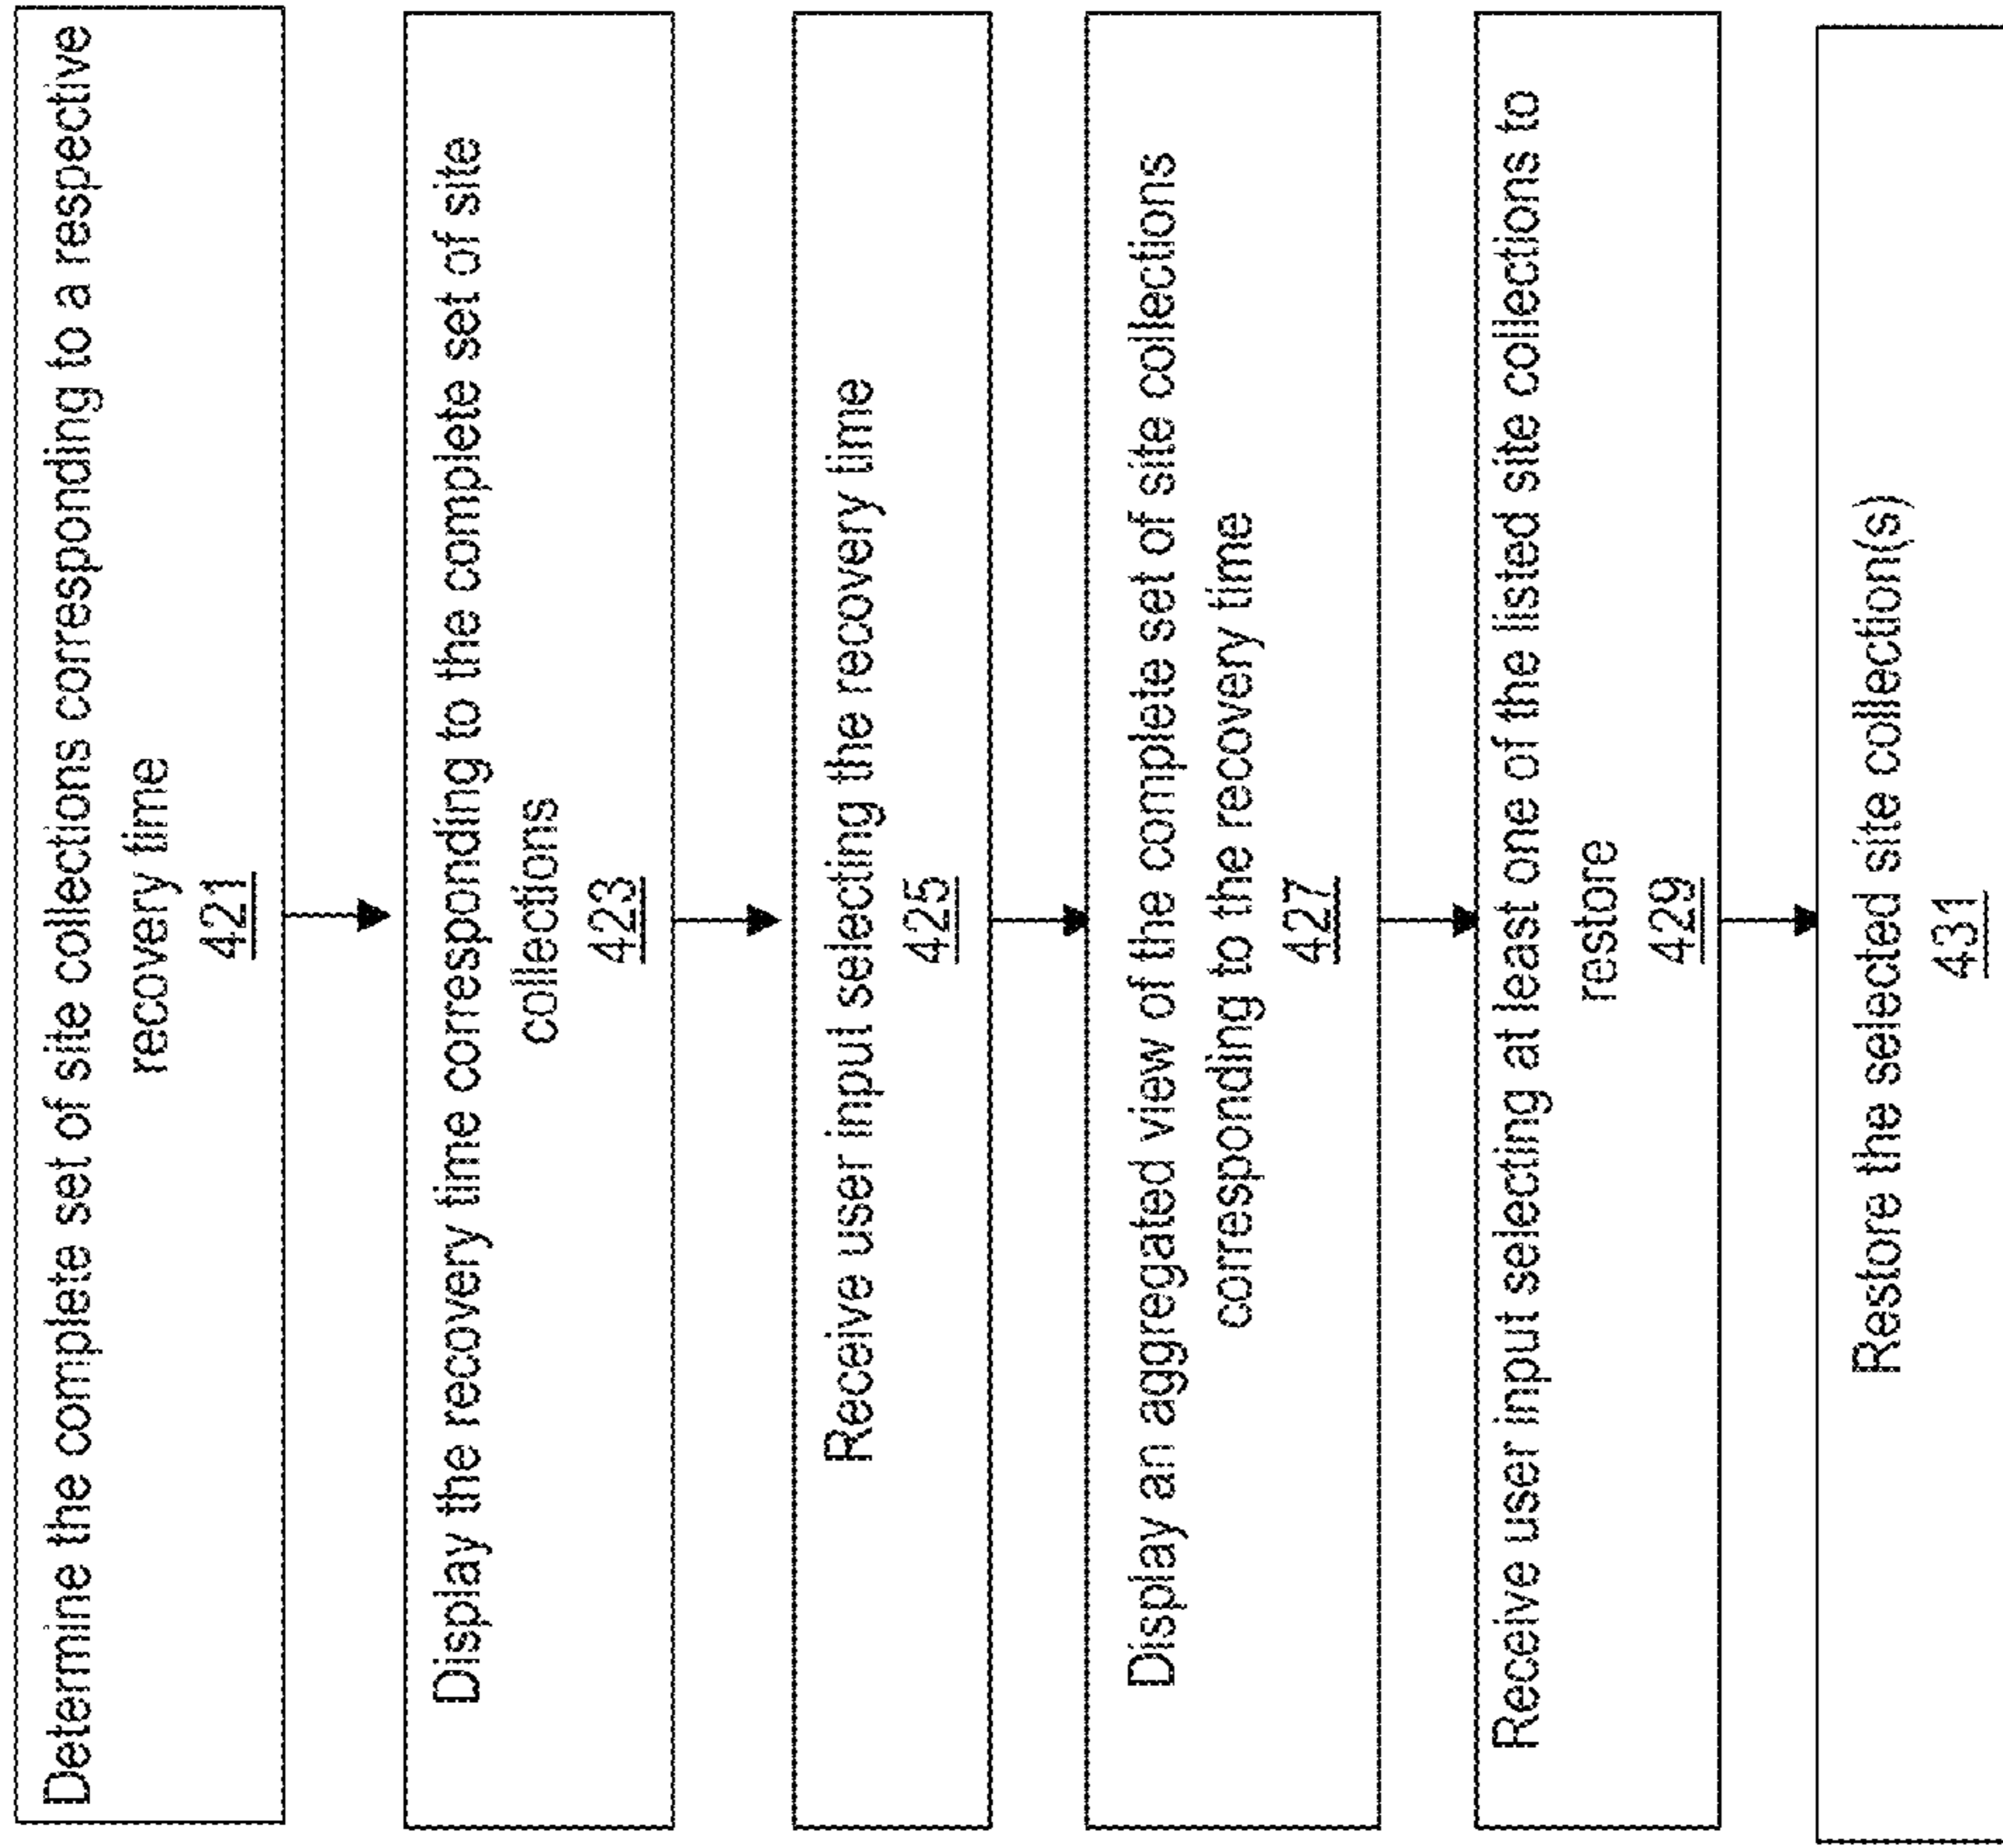 Determine the complete set of site collections corresponding to a respective
recovery time
421
Display the recovery time corresponding to the complete set of site
collections
423
Receive user input selecting the recovery time
425
Display an aggregated view of the complete set of site collections
corresponding to the recovery time
427
Receive user input selecting at least one of the listed site collections to
restore
429
Restore the selected site collection(s)
431